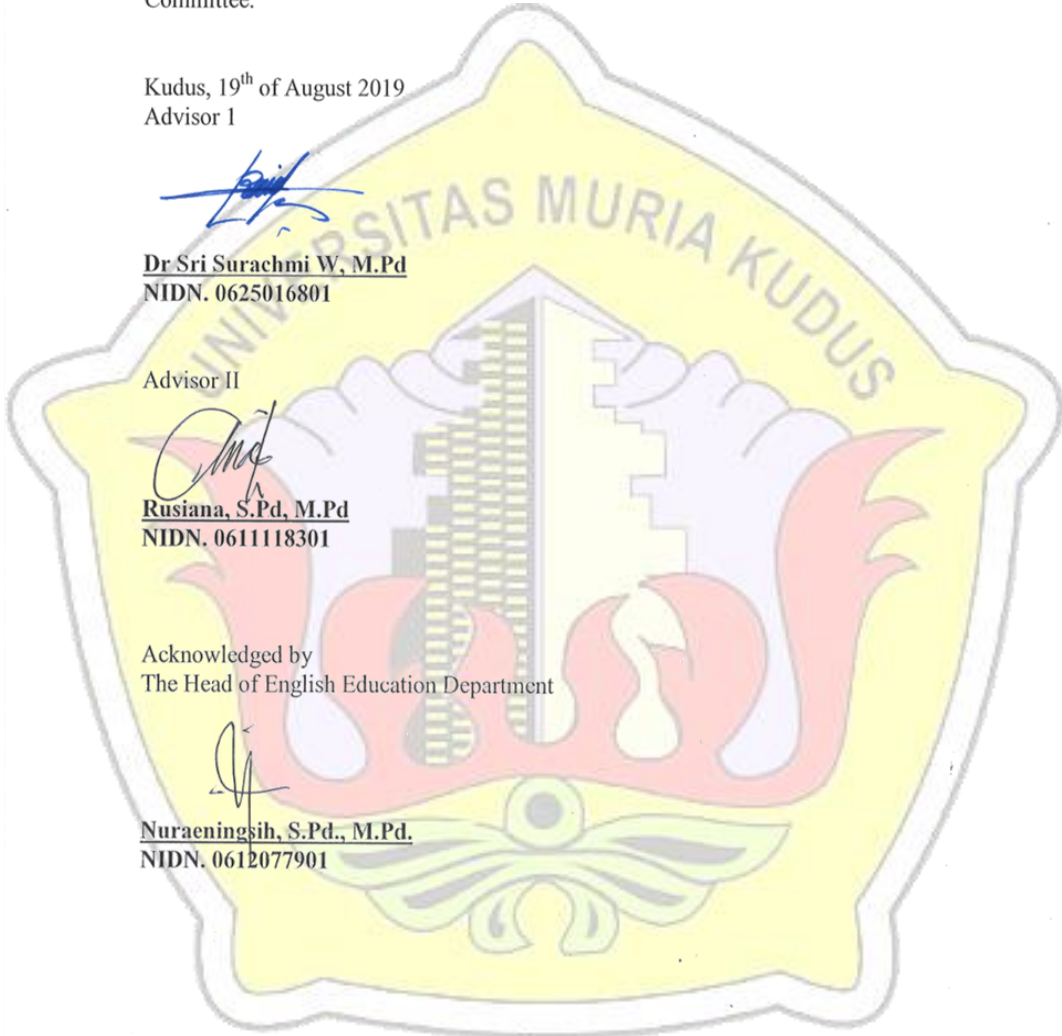 Committee.
Kudus, 19th of August 2019
Advisor 1
Dr Sri Surachmi W, M.Pd
NIDN. 0625016801
UNIVERSITAS MURIA KUDUS
Advisor II
Rusiana, S.Pd, M.Pd
NIDN. 0611118301
Acknowledged by
The Head of English Education Department
Nuraeningsih, S.Pd., M.Pd.
NIDN. 0612077901